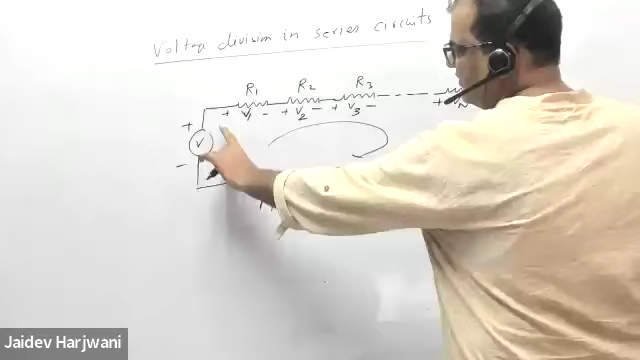 Voltage division in series circuits
R1 R2 R3
+ V1 - + V2 - + V3 - - - - +
+
V
-
Jaidev Harjwani